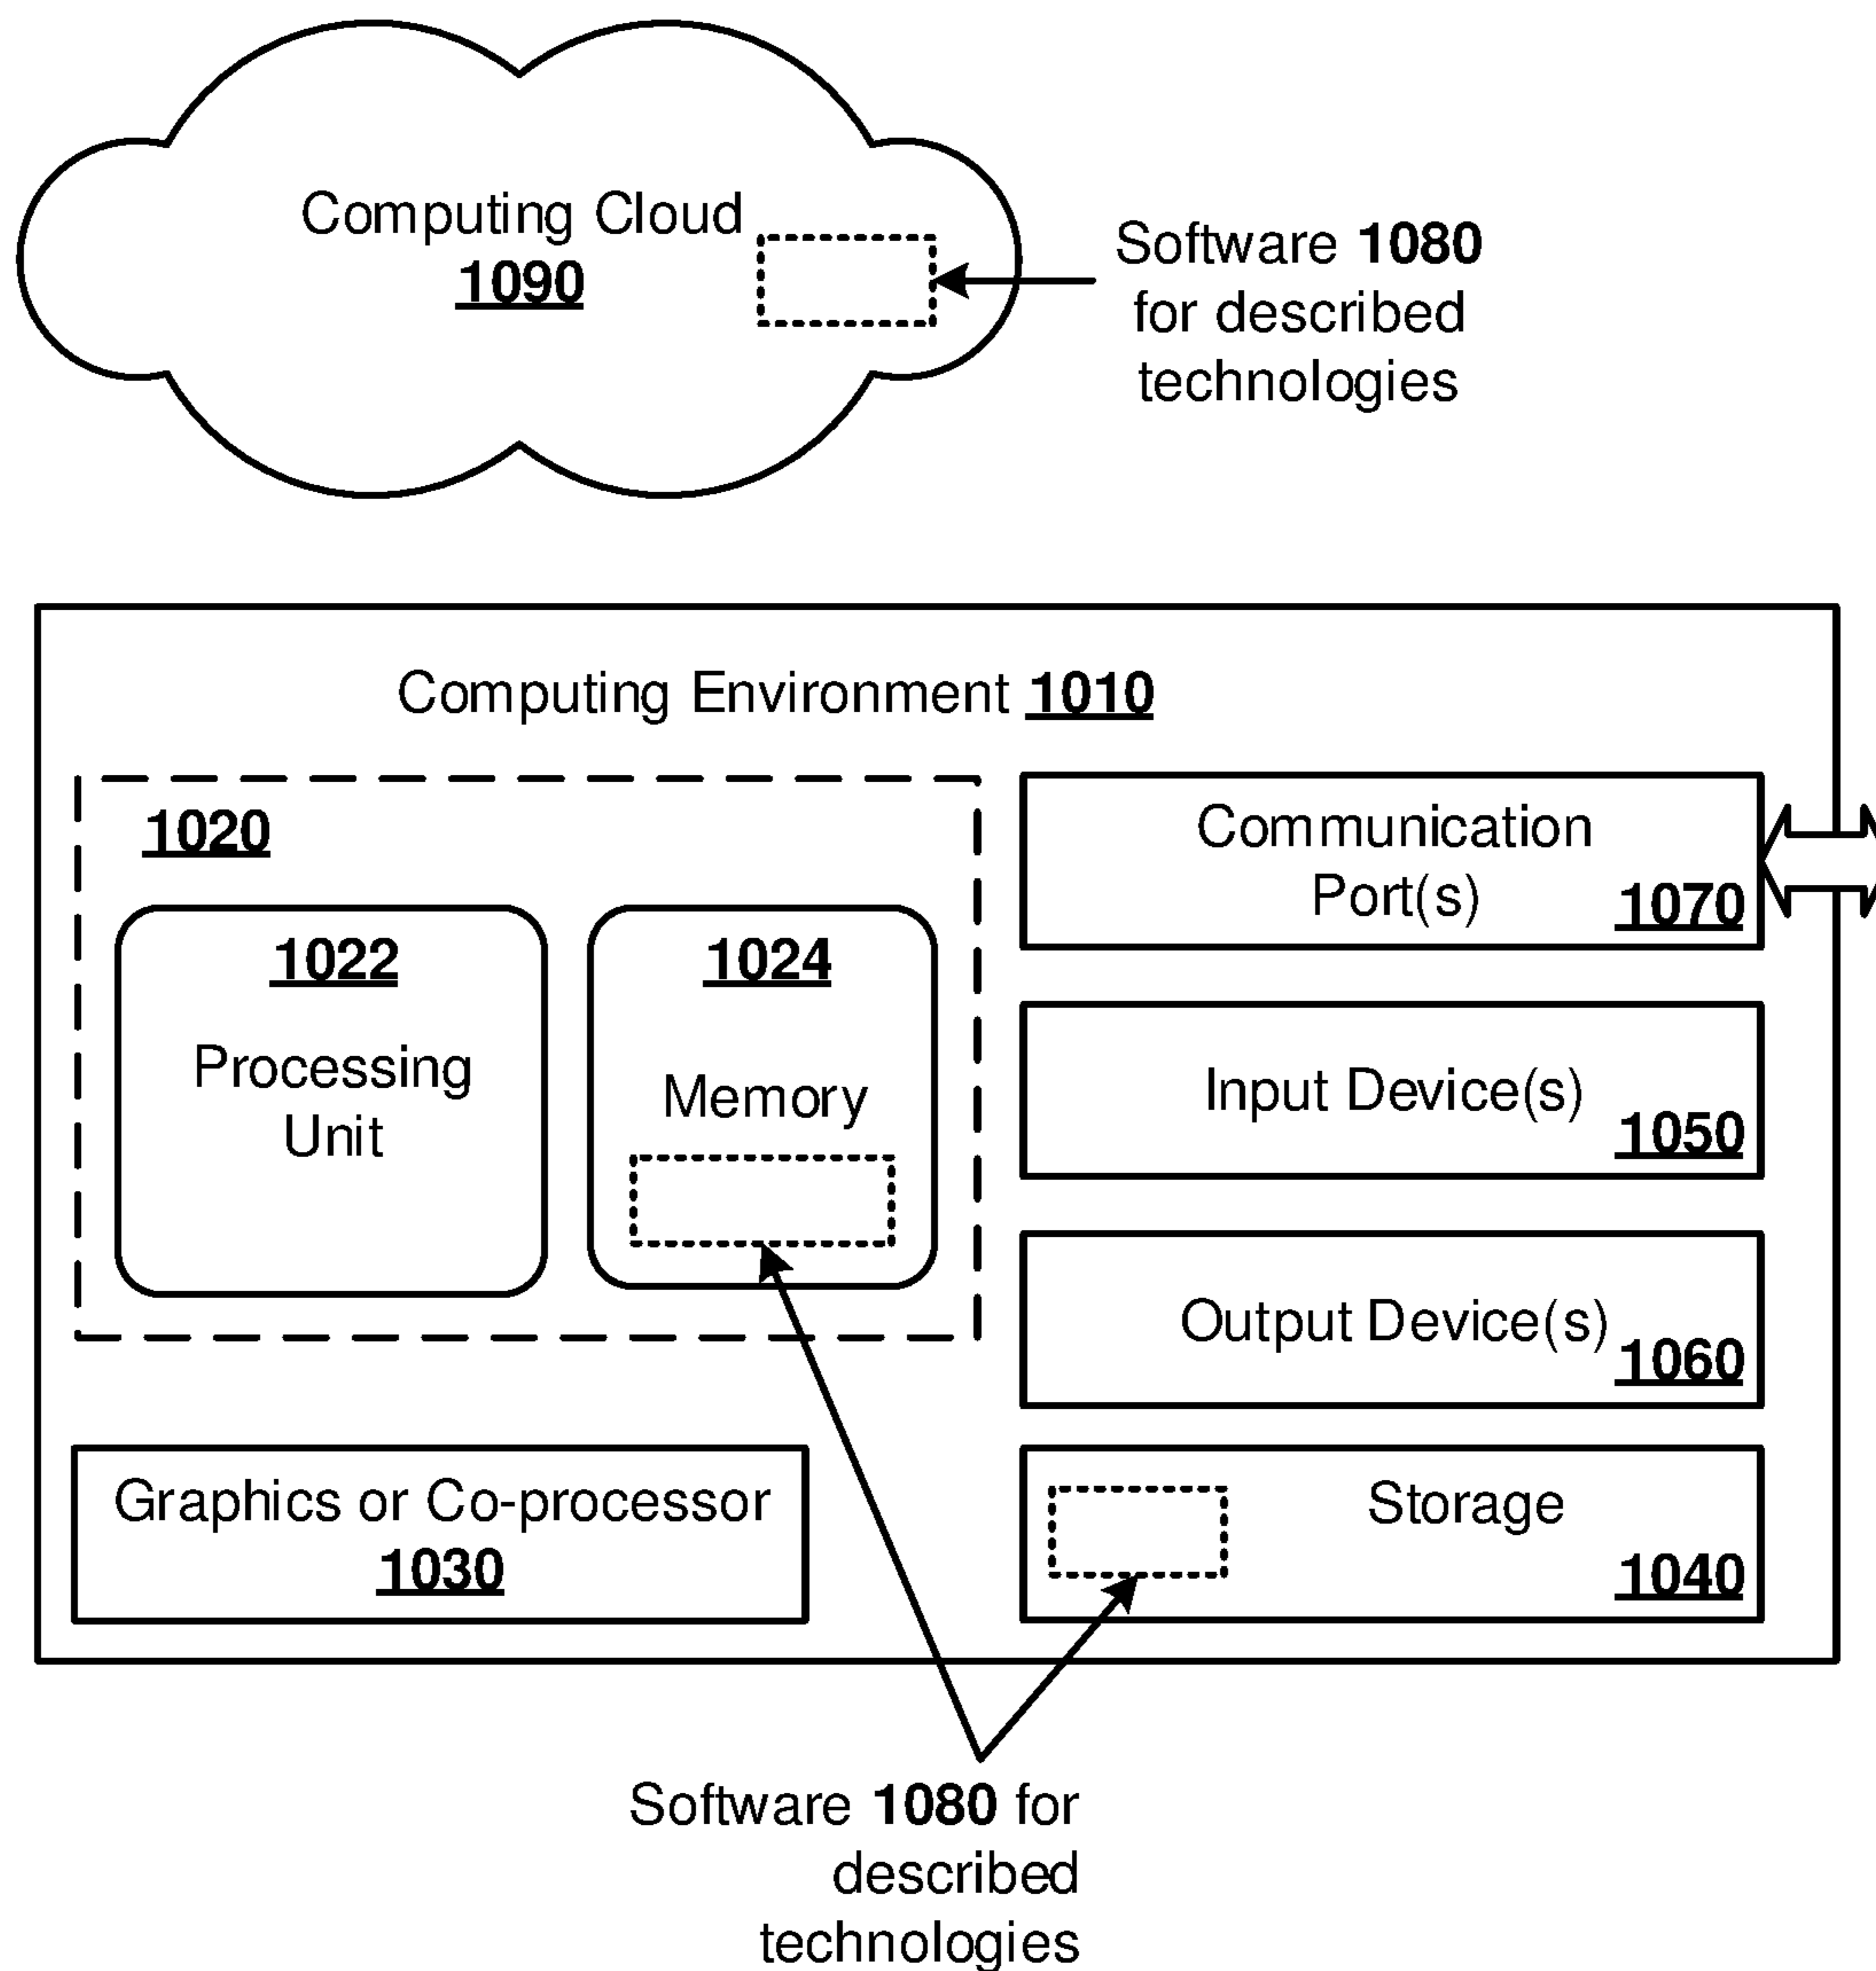 Computing Cloud
1090
Software 1080
for described
technologies
Computing Environment 1010
1020
1022
Processing
Unit
1024
Memory
Communication
Port(s)
1070
Input Device(s)
1050
Output Device(s)
1060
Graphics or Co-processor
1030
Storage
1040
Software 1080 for
described
technologies